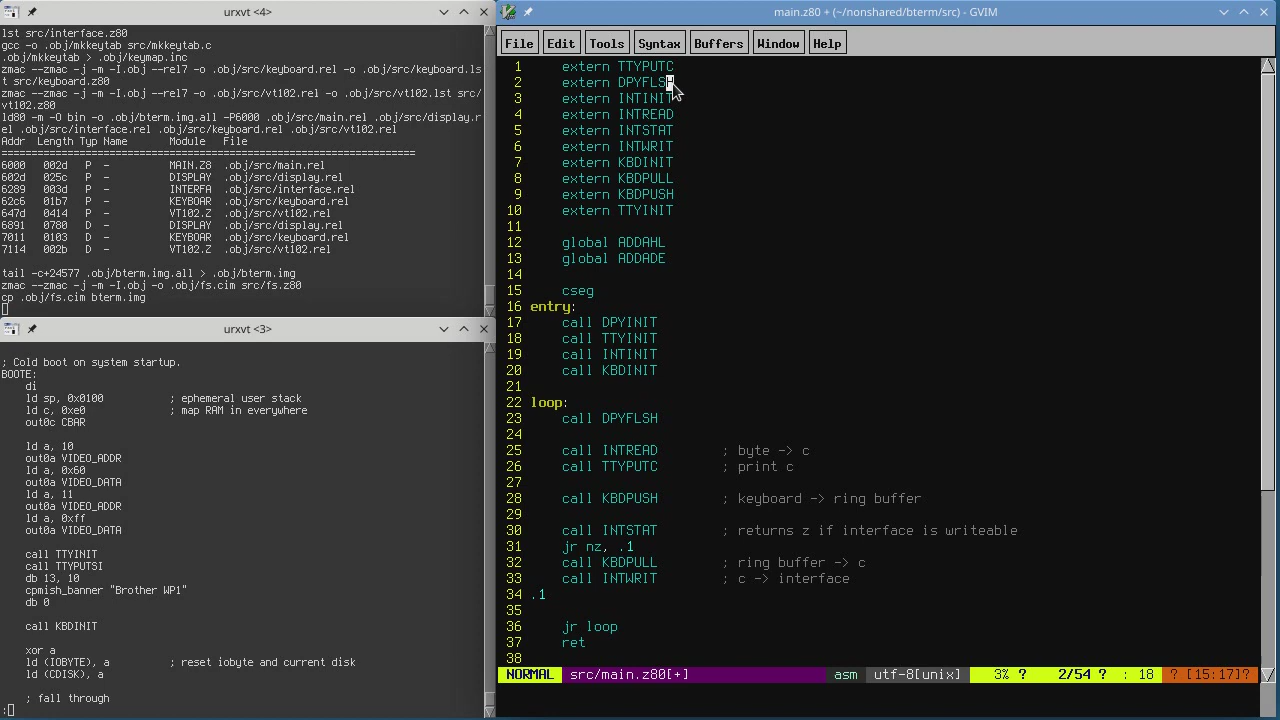 urxvt <4>
lst src/interface.z80
gcc -o .obj/mkkeytab src/mkkeytab.c
.obj/mkkeytab > .obj/keymap.inc
zmac --zmac -j -m -I.obj --rel7 -o .obj/src/keyboard.rel -o .obj/src/keyboard.ls
t src/keyboard.z80
zmac --zmac -j -m -I.obj --rel7 -o .obj/src/vt102.rel -o .obj/src/vt102.lst src/
vt102.z80
ld80 -m -O bin -o .obj/bterm.img.all -P6000 .obj/src/main.rel .obj/src/display.r
el .obj/src/interface.rel .obj/src/keyboard.rel .obj/src/vt102.rel
Addr  Length Typ Name       Module   File
=====================================================================
6000   002d   P  -          MAIN.Z8  .obj/src/main.rel
602d   025c   P  -          DISPLAY  .obj/src/display.rel
6289   003d   P  -          INTERFA  .obj/src/interface.rel
62c6   01b7   P  -          KEYBOAR  .obj/src/keyboard.rel
647d   0414   P  -          VT102.Z  .obj/src/vt102.rel
6891   0780   D  -          DISPLAY  .obj/src/display.rel
7011   0103   D  -          KEYBOAR  .obj/src/keyboard.rel
7114   002b   D  -          VT102.Z  .obj/src/vt102.rel
tail -c+24577 .obj/bterm.img.all > .obj/bterm.img
zmac --zmac -j -m -I.obj -o .obj/fs.cim src/fs.z80
cp .obj/fs.cim bterm.img
urxvt <3>
; Cold boot on system startup.
BOOTE:
    di
    ld sp, 0x0100           ; ephemeral user stack
    ld c, 0xe0              ; map RAM in everywhere
    out0c CBAR
    ld a, 10
    out0a VIDEO_ADDR
    ld a, 0x60
    out0a VIDEO_DATA
    ld a, 11
    out0a VIDEO_ADDR
    ld a, 0xff
    out0a VIDEO_DATA
    call TTYINIT
    call TTYPUTSI
    db 13, 10
    cpmish_banner "Brother WP1"
    db 0
    call KBDINIT
    xor a
    ld (IOBYTE), a          ; reset iobyte and current disk
    ld (CDISK), a
    ; fall through
:
main.z80 + (~/nonshared/bterm/src) - GVIM
File Edit Tools Syntax Buffers Window Help
1     extern TTYPUTC
2     extern DPYFLSH
3     extern INTINIT
4     extern INTREAD
5     extern INTSTAT
6     extern INTWRIT
7     extern KBDINIT
8     extern KBDPULL
9     extern KBDPUSH
10     extern TTYINIT
11
12     global ADDAHL
13     global ADDADE
14
15     cseg
16 entry:
17     call DPYINIT
18     call TTYINIT
19     call INTINIT
20     call KBDINIT
21
22 loop:
23     call DPYFLSH
24
25     call INTREAD        ; byte -> c
26     call TTYPUTC        ; print c
27
28     call KBDPUSH        ; keyboard -> ring buffer
29
30     call INTSTAT        ; returns z if interface is writeable
31     jr nz, .1
32     call KBDPULL        ; ring buffer -> c
33     call INTWRIT        ; c -> interface
34 .1
35
36     jr loop
37     ret
38
NORMAL src/main.z80[+] asm utf-8[unix] 3% ? 2/54 ? : 18 ? [15:17]?